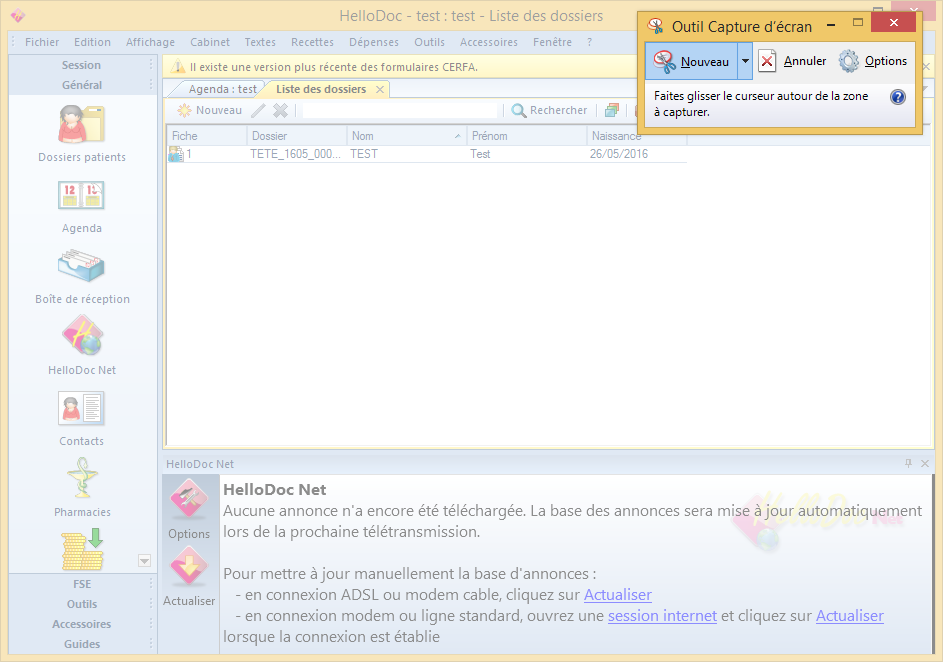 HelloDoc - test : test - Liste des dossiers
Fichier Edition Affichage Cabinet Textes Recettes Dépenses Outils Accessoires Fenêtre ?
Outil Capture d'écran
Nouveau Annuler Options
Faites glisser le curseur autour de la zone
à capturer.
Session
Général
Dossiers patients
12
Agenda
Boîte de réception
HelloDoc Net
Contacts
Pharmacies
FSE
Outils
Accessoires
Guides
Il existe une version plus récente des formulaires CERFA.
Agenda : test Liste des dossiers
Nouveau Rechercher
Fiche Dossier Nom Prénom Naissance
1 TETE_1605_000... TEST Test 26/05/2016
HelloDoc Net
Options
Actualiser
HelloDoc Net
Aucune annonce n'a encore été téléchargée. La base des annonces sera mise à jour automatiquement
lors de la prochaine télétransmission.
HelloDoc Net
Pour mettre à jour manuellement la base d'annonces :
- en connexion ADSL ou modem cable, cliquez sur Actualiser
- en connexion modem ou ligne standard, ouvrez une session internet et cliquez sur Actualiser
lorsque la connexion est établie